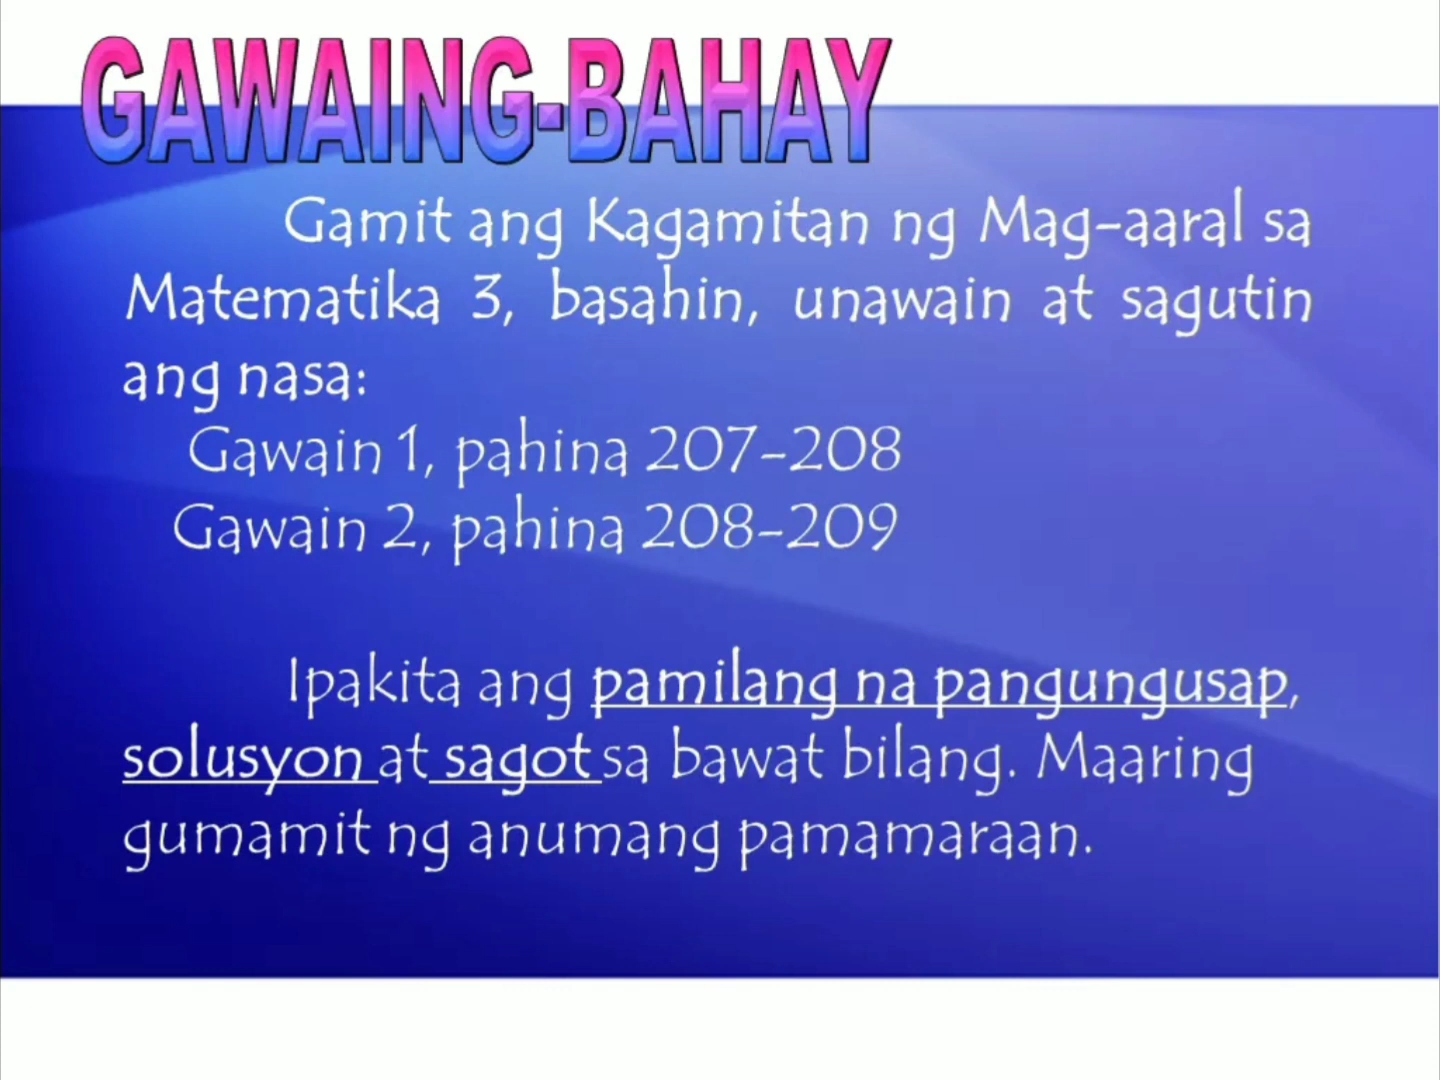 GAWAING-BAHAY
Gamit ang Kagamitan ng Mag-aaral sa
Matematika 3, basahin, unawain at sagutin
ang nasa:
Gawain 1, pahina 207-208
Gawain 2, pahina 208-209
Ipakita ang pamilang na pangungusap,
solusyon at sagot sa bawat bilang. Maaring
gumamit ng anumang pamamaraan.